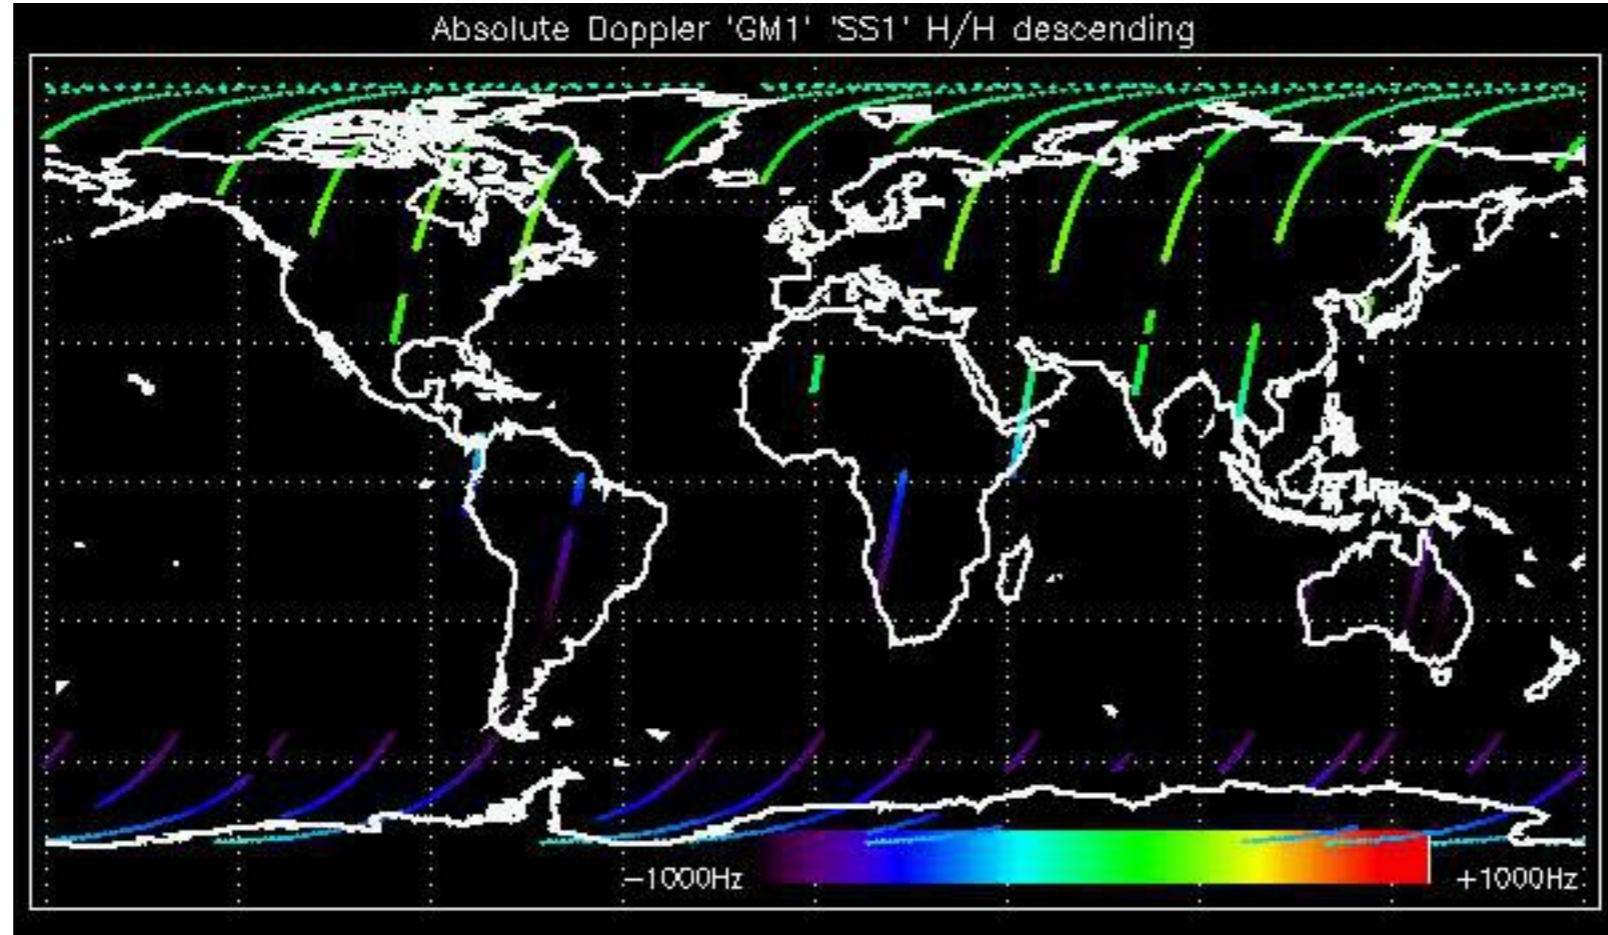 Absolute Doppler 'GM1' 'SS1' H/H descending
-1000Hz
+1000Hz